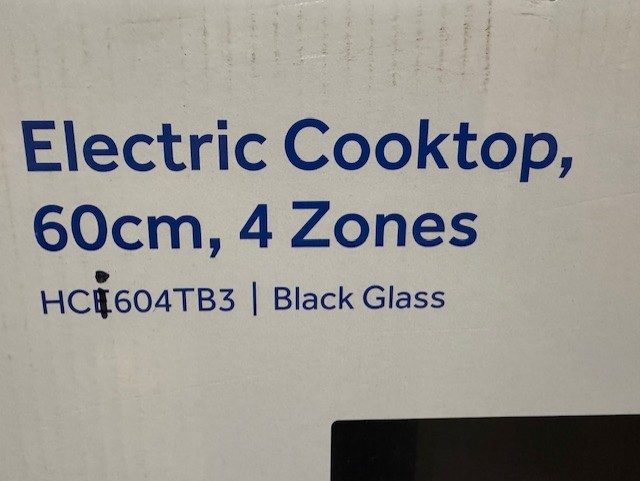 Electric Cooktop,
60cm, 4 Zones
HCi604TB3 | Black Glass